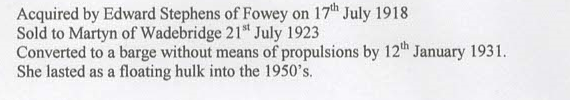 Acquired by Edward Stephens of Fowey on 17th July 1918
Sold to Martyn of Wadebridge 21st July 1923
Converted to a barge without means of propulsions by 12th January 1931.
She lasted as a floating hulk into the 1950's.